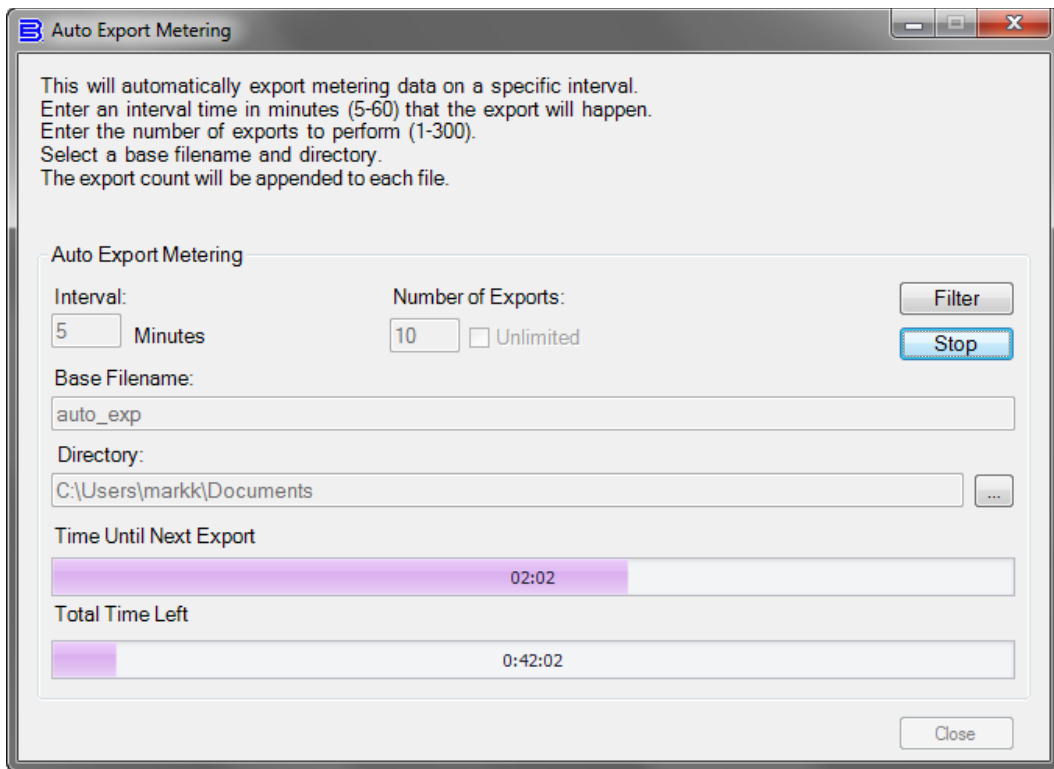 Auto Export Metering
This will automatically export metering data on a specific interval.
Enter an interval time in minutes (5-60) that the export will happen.
Enter the number of exports to perform (1-300).
Select a base filename and directory.
The export count will be appended to each file.
Auto Export Metering
Interval:
Number of Exports:
Filter
5 Minutes
10 Unlimited
Stop
Base Filename:
auto_exp
Directory:
C:\Users\markk\Documents
...
Time Until Next Export
02:02
Total Time Left
0:42:02
Close